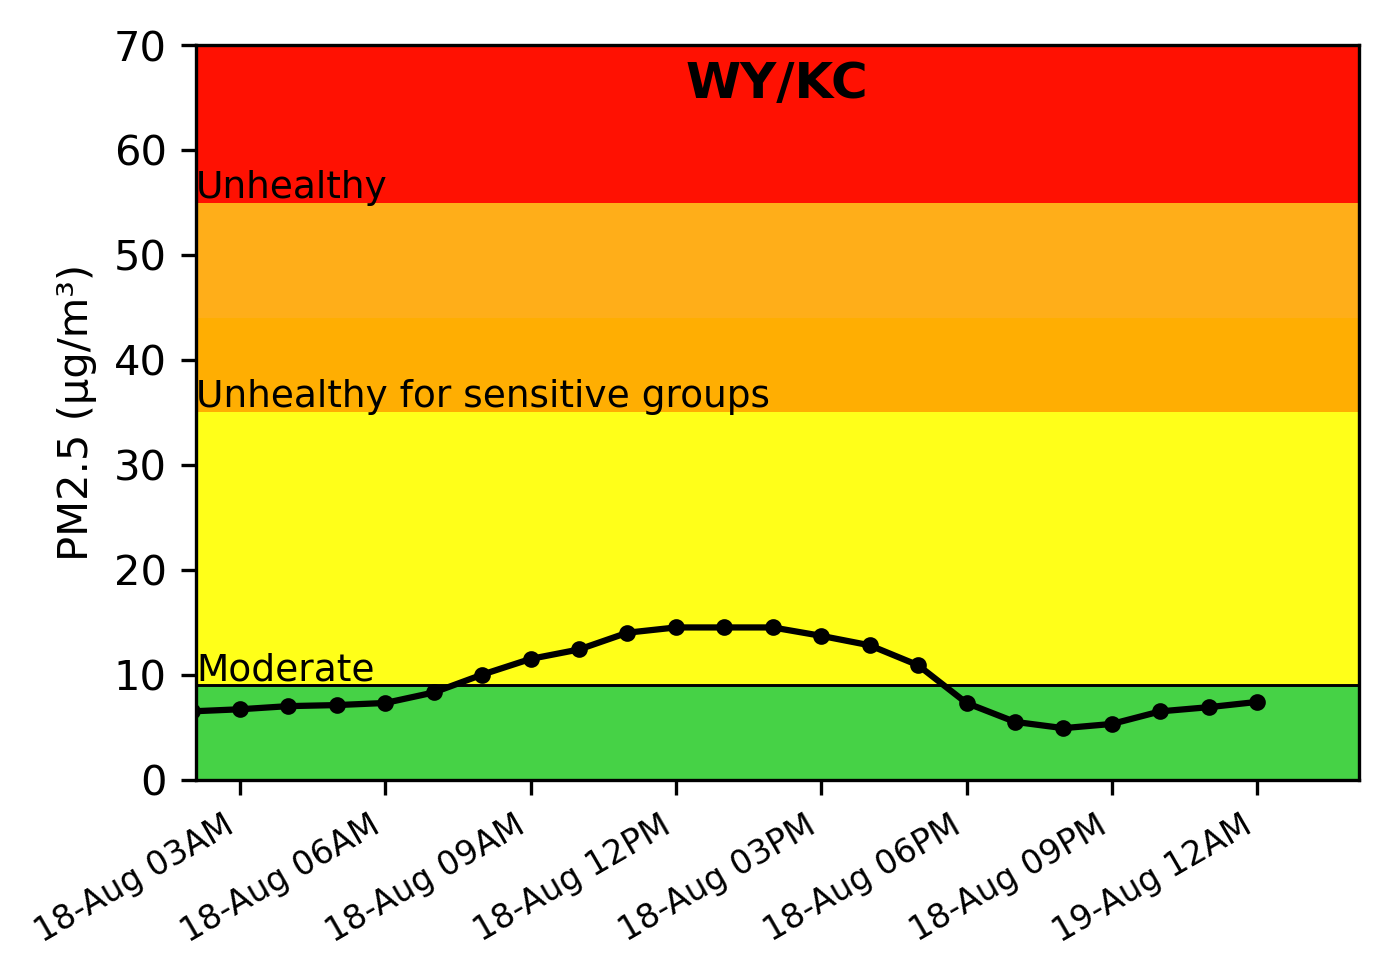 WY/KC
PM2.5 (µg/m³)
70
60
Unhealthy
50
40
Unhealthy for sensitive groups
30
20
Moderate
10
0
18-Aug 03AM
18-Aug 06AM
18-Aug 09AM
18-Aug 12PM
18-Aug 03PM
18-Aug 06PM
18-Aug 09PM
19-Aug 12AM